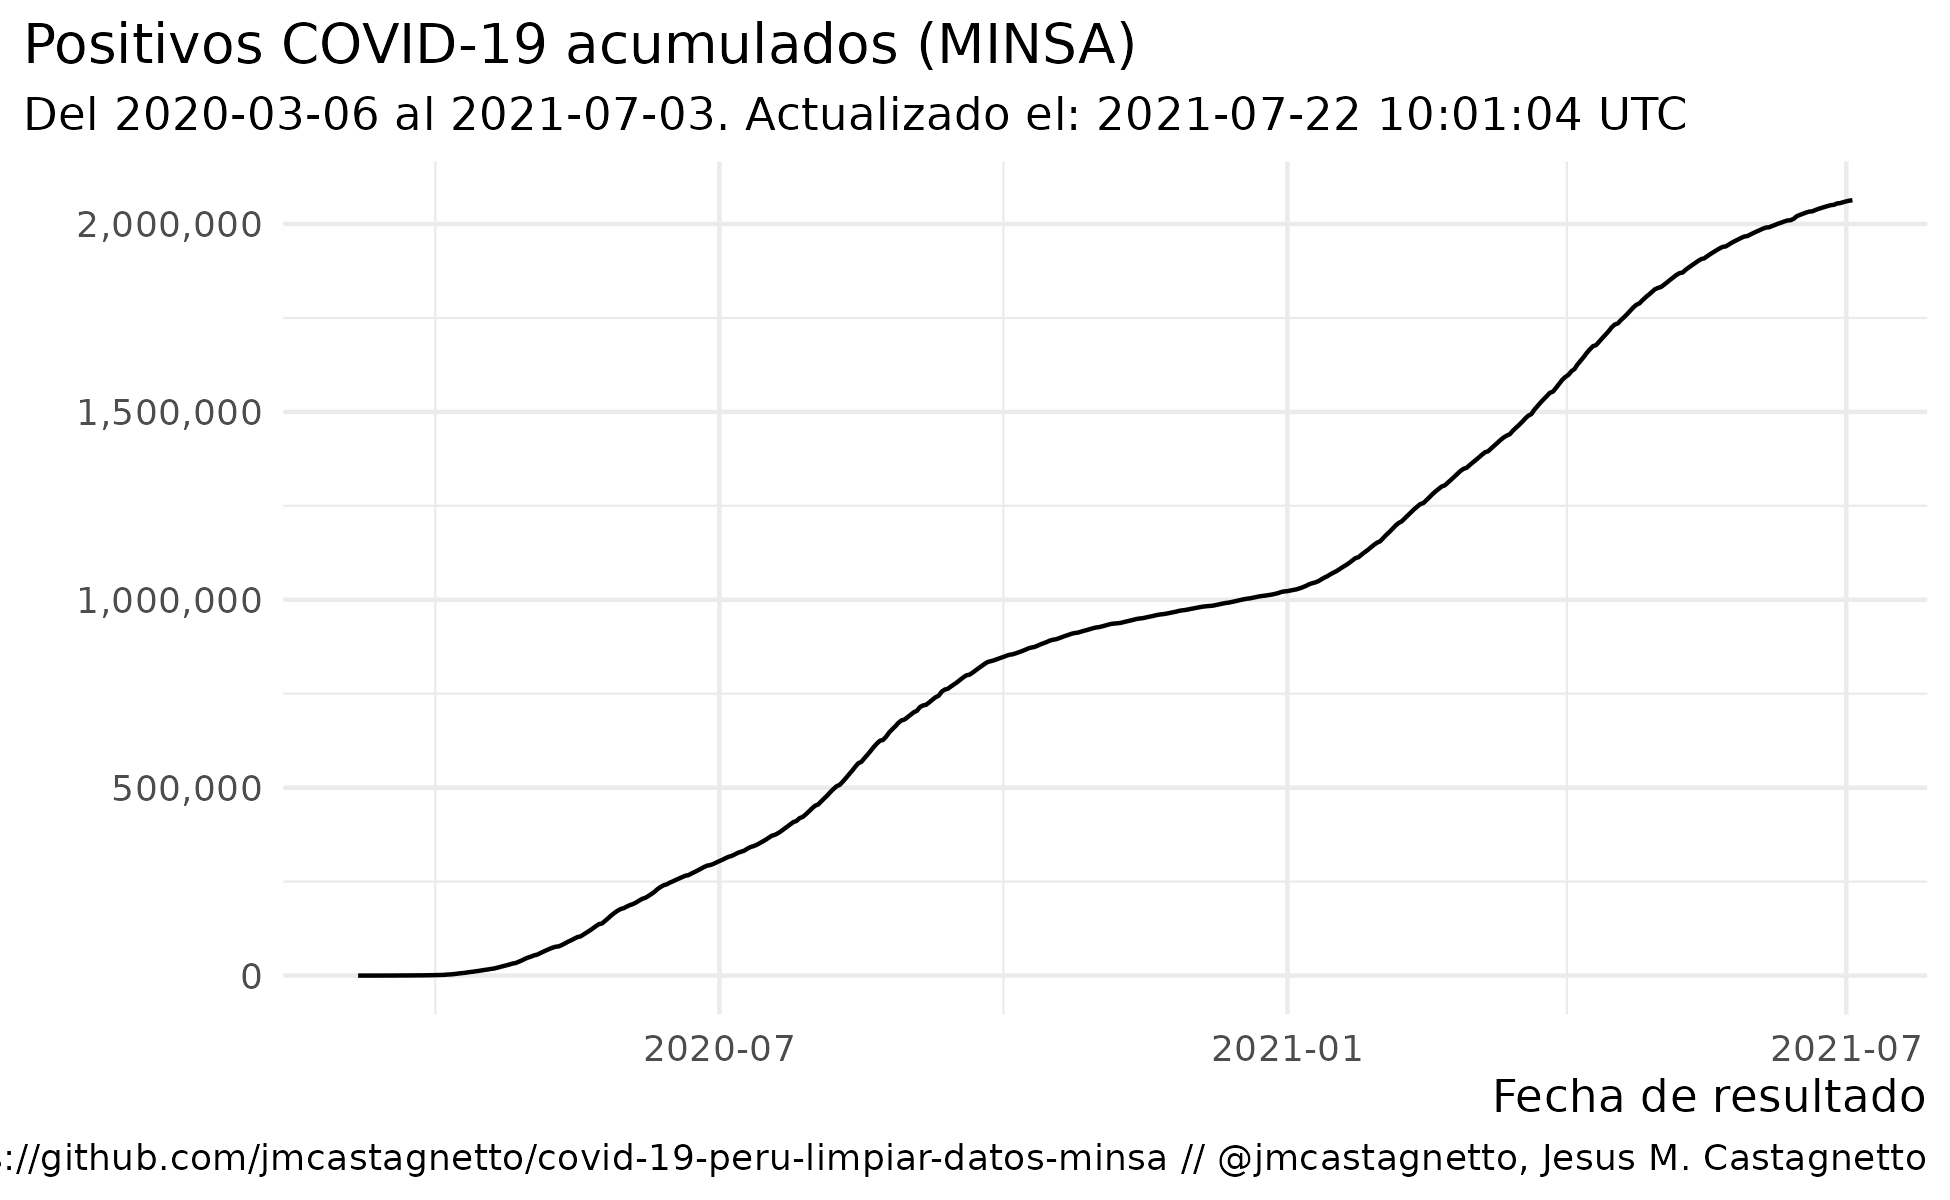 Positivos COVID-19 acumulados (MINSA)
Del 2020-03-06 al 2021-07-03. Actualizado el: 2021-07-22 10:01:04 UTC
2,000,000
1,500,000
1,000,000
500,000
0
2020-07 2021-01 2021-07
Fecha de resultado
://github.com/jmcastagnetto/covid-19-peru-limpiar-datos-minsa // @jmcastagnetto, Jesus M. Castagnetto